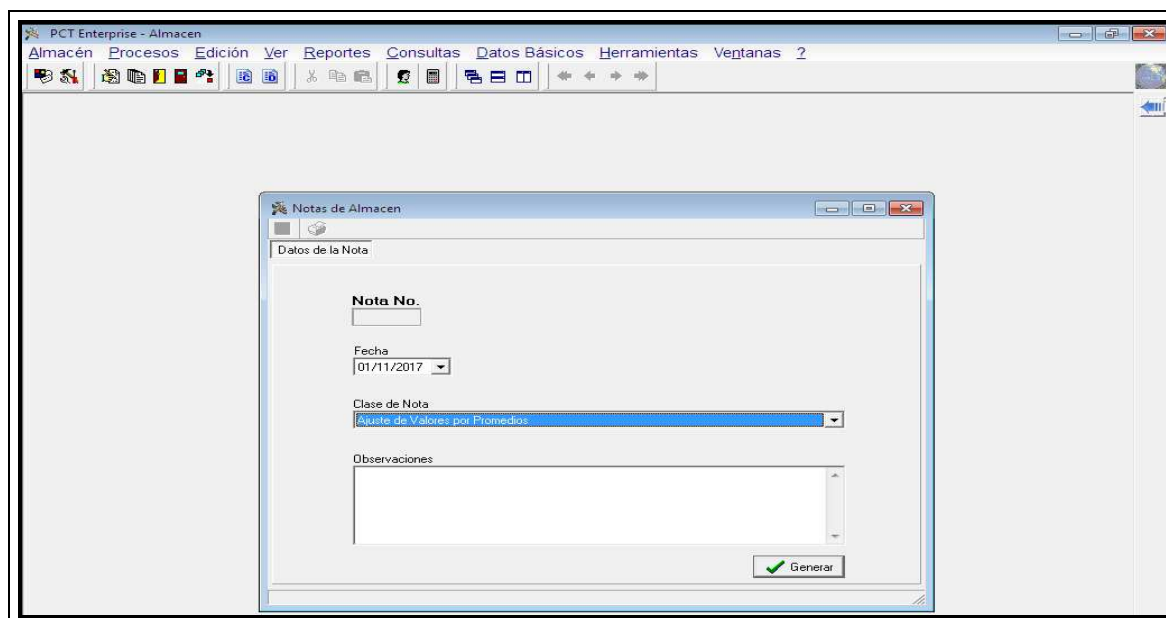 PCT Enterprise - Almacen
Almacén Procesos Edición Ver Reportes Consultas Datos Básicos Herramientas Ventanas ?
Notas de Almacen
Datos de la Nota
Nota No.
Fecha
01/11/2017
Clase de Nota
Ajuste de Valores por Promedios
Observaciones
Generar